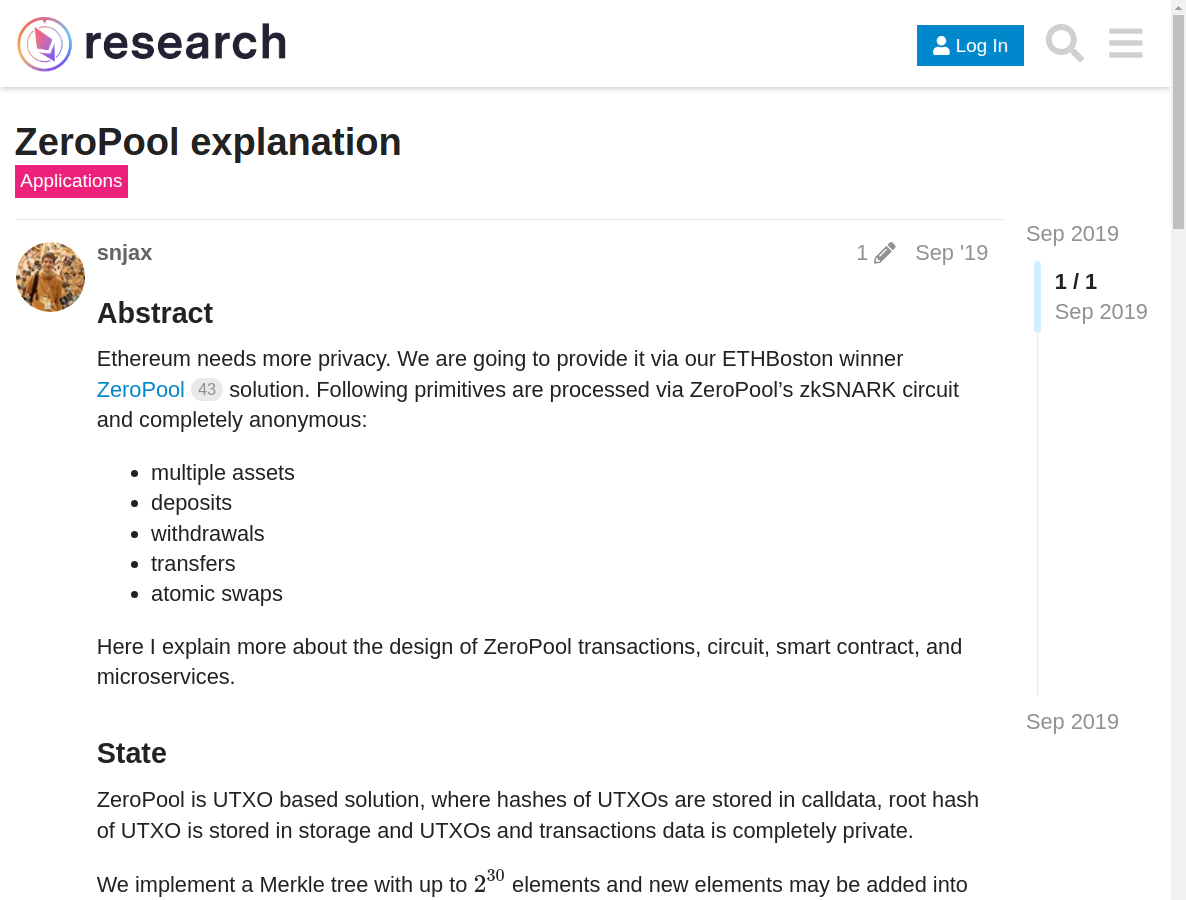 research
Log In
ZeroPool explanation
Applications
Sep 2019
snjax
1
Sep '19
1 / 1
Sep 2019
Abstract
Ethereum needs more privacy. We are going to provide it via our ETHBoston winner
ZeroPool 43 solution. Following primitives are processed via ZeroPool’s zkSNARK circuit
and completely anonymous:
• multiple assets
• deposits
• withdrawals
• transfers
• atomic swaps
Here I explain more about the design of ZeroPool transactions, circuit, smart contract, and
microservices.
Sep 2019
State
ZeroPool is UTXO based solution, where hashes of UTXOs are stored in calldata, root hash
of UTXO is stored in storage and UTXOs and transactions data is completely private.
We implement a Merkle tree with up to 2^30 elements and new elements may be added into